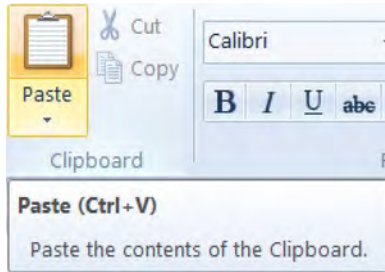 Cut
Calibri
Copy
Paste
B I U abc
Clipboard
Paste (Ctrl+V)
Paste the contents of the Clipboard.